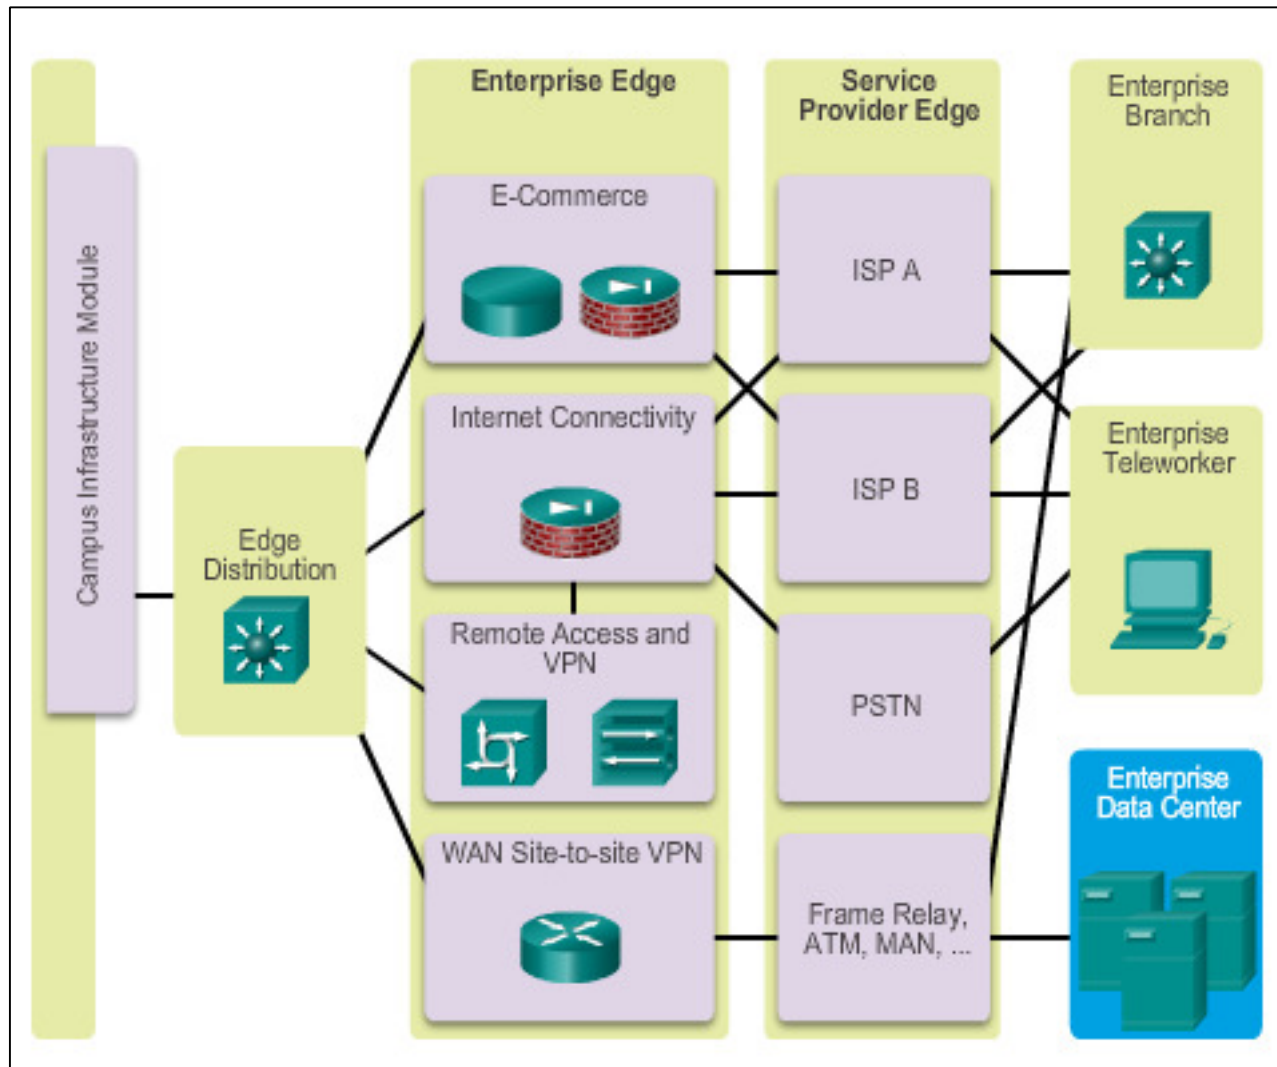 Campus Infrastructure Module
Edge
Distribution
Enterprise Edge
E-Commerce
Internet Connectivity
Remote Access and
VPN
WAN Site-to-site VPN
Service
Provider Edge
ISP A
ISP B
PSTN
Frame Relay,
ATM, MAN, ...
Enterprise
Branch
Enterprise
Teleworker
Enterprise
Data Center